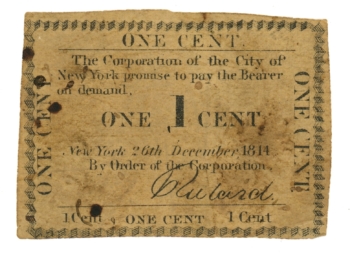 ONE CENT.
The Corporation of the City of
New York promise to pay the Bearer
on demand,
ONE 1 CENT.
New York 26th December 1814
By Order of the Corporation
1 Cent ONE CENT 1 Cent
ONE CENT
ONE CENT